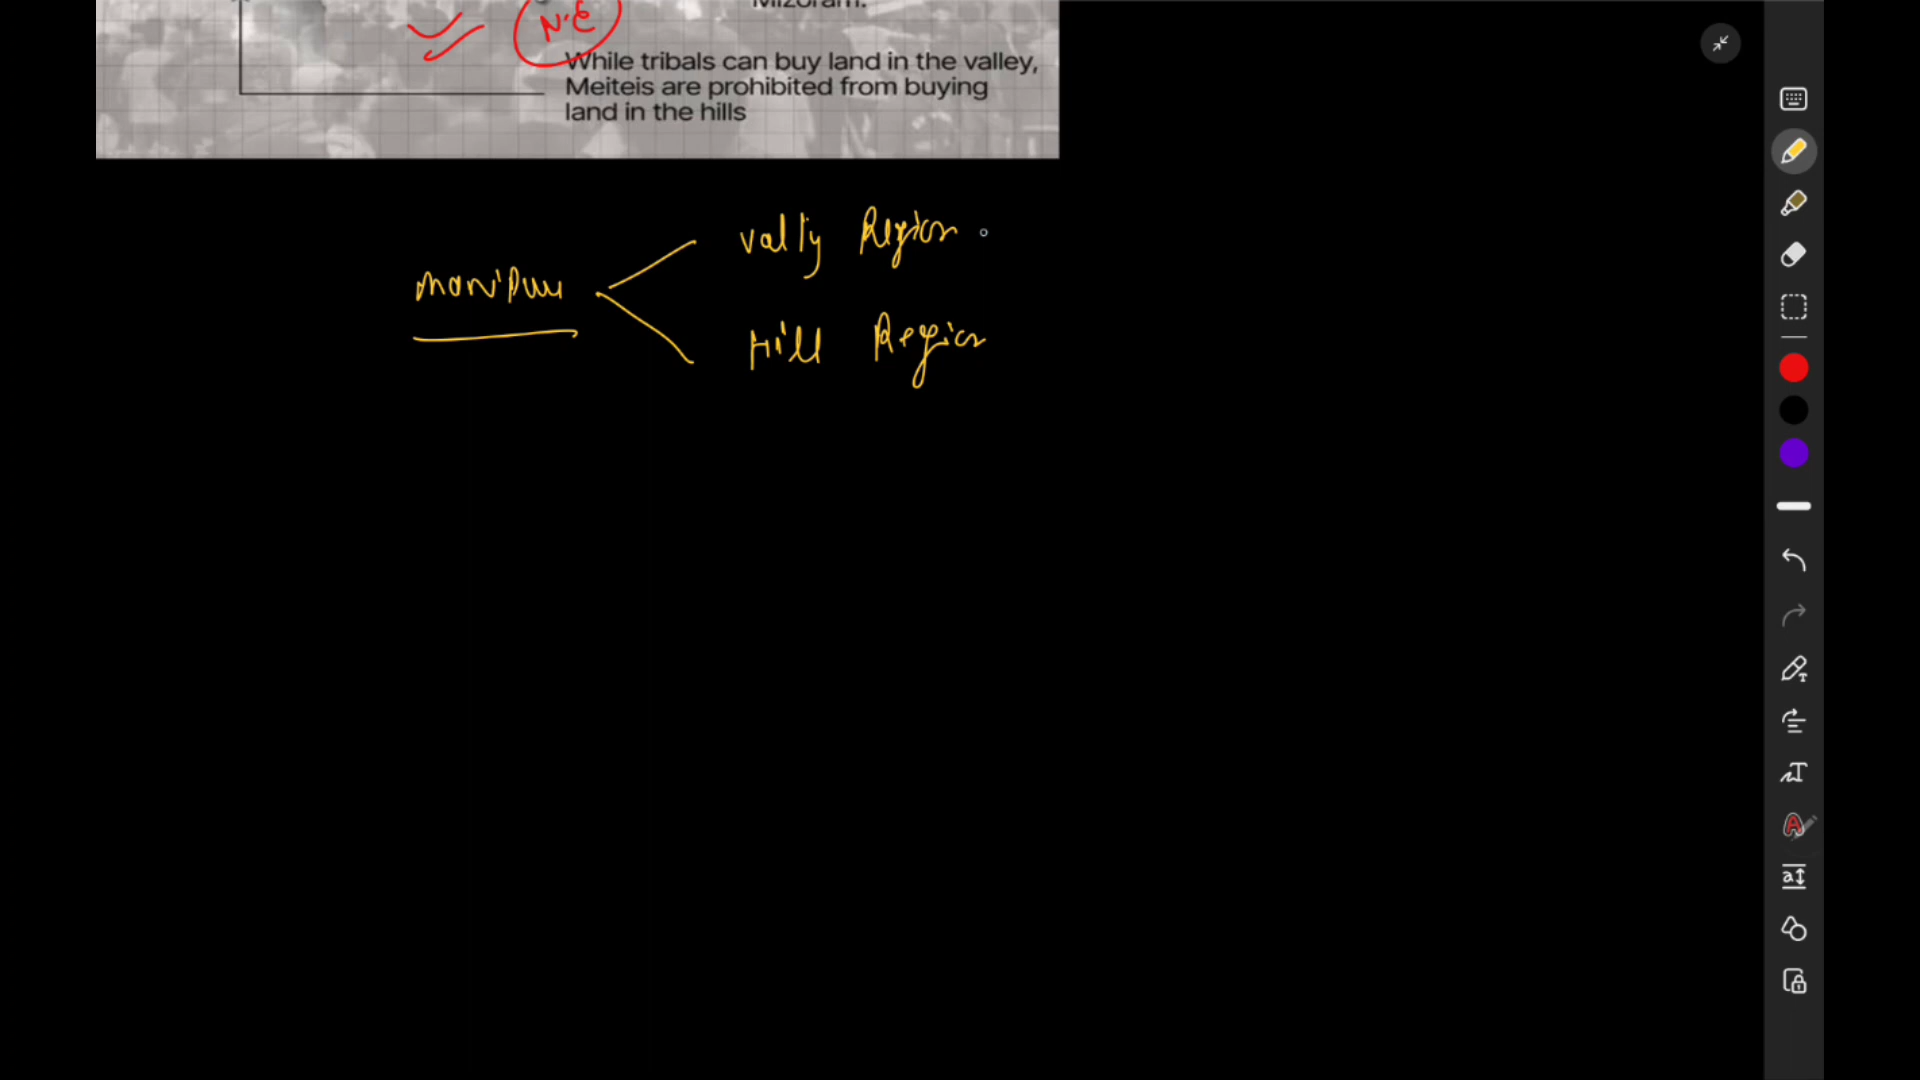 Mizoram.
N.E
While tribals can buy land in the valley,
Meiteis are prohibited from buying
land in the hills
Vally Region
Manipur
Hill Region